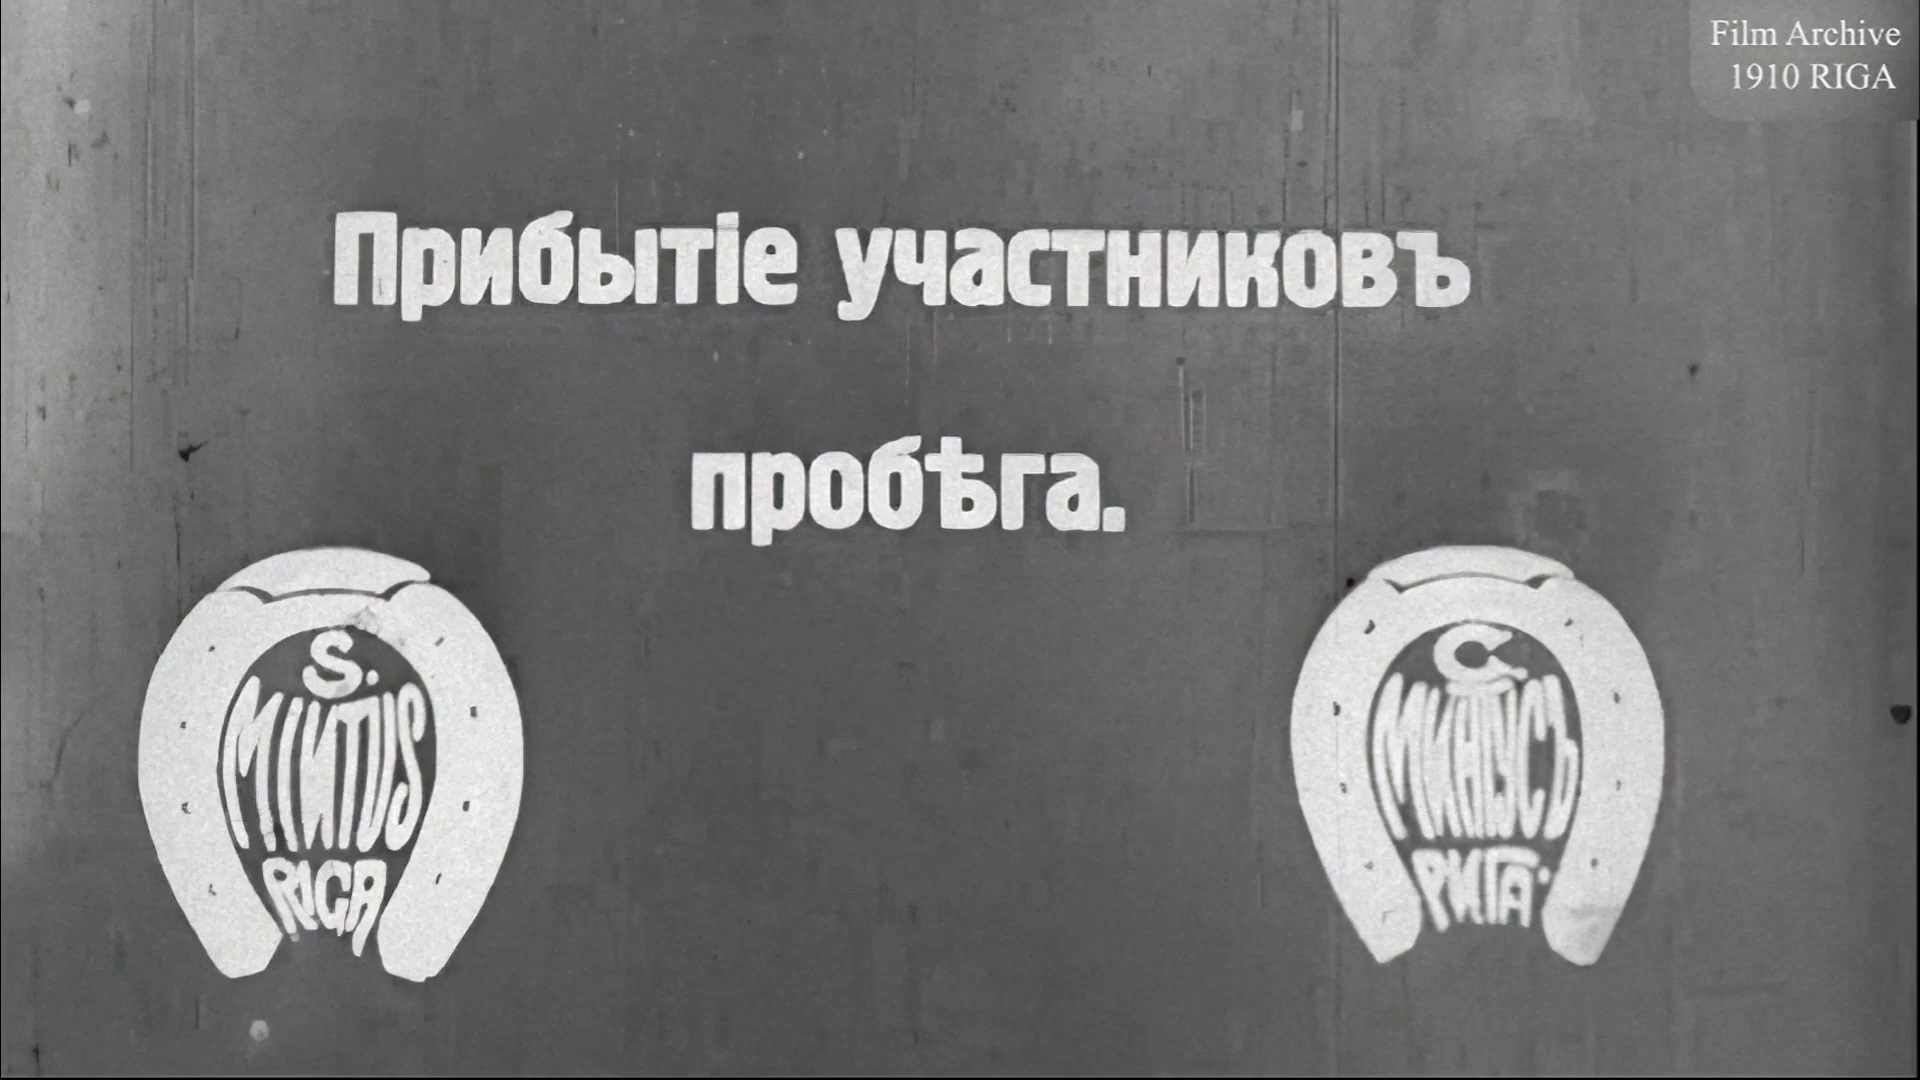 Film Archive
1910 RIGA
Прибытіе участниковъ
пробѣга.
S.
MINTUS
RIGA
С.
МИНТУСЪ
РИГА